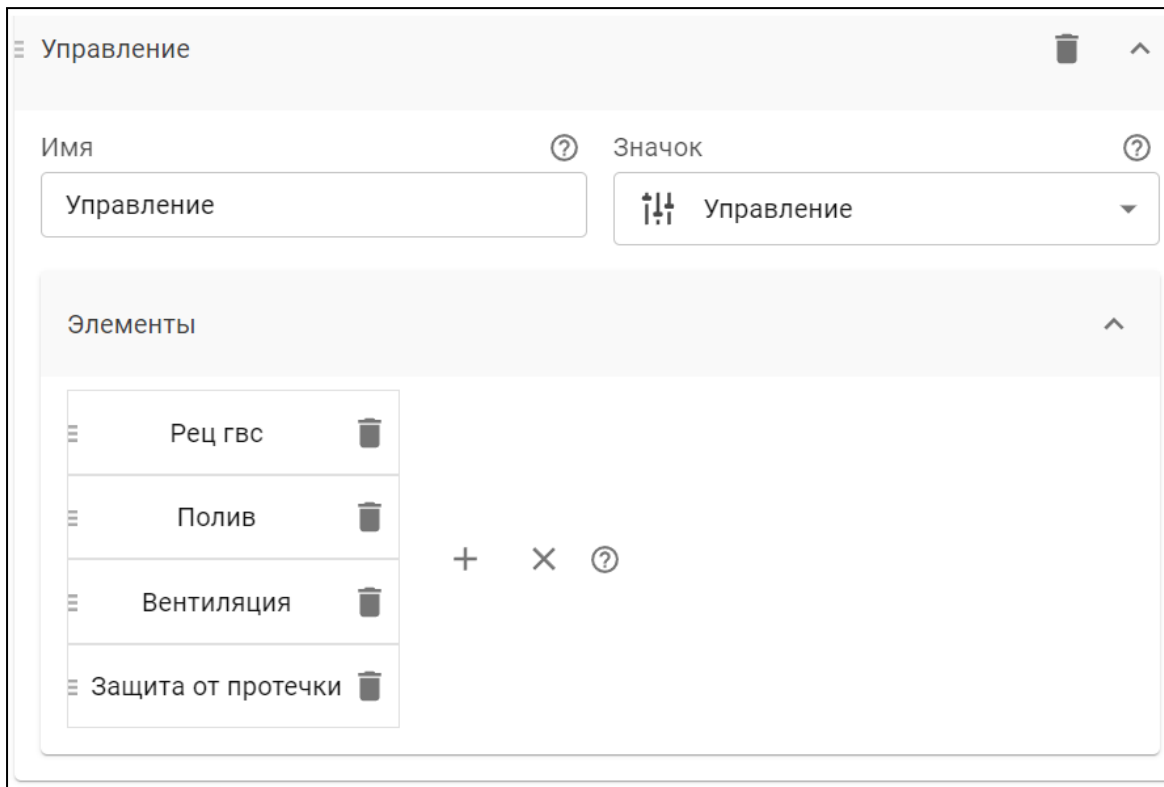 Управление
Имя
Значок
Управление
Управление
Элементы
Рец гвс
Полив
Вентиляция
Защита от протечки